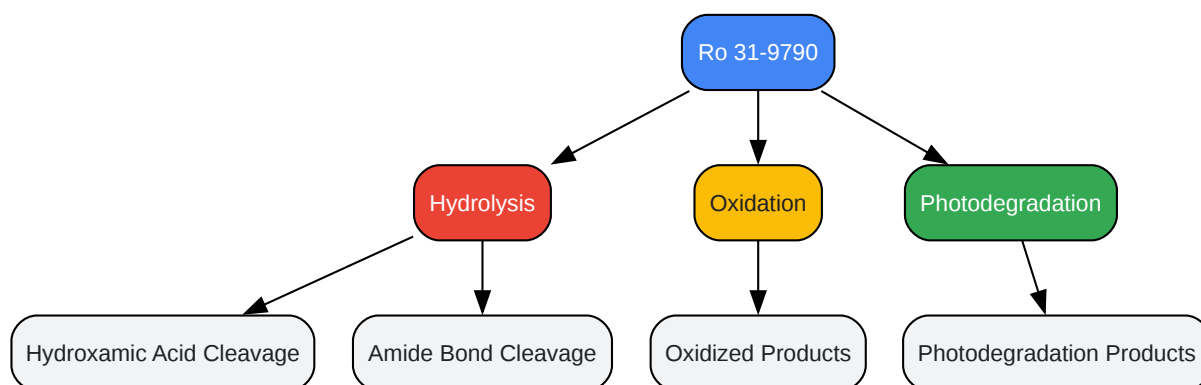 Ro 31-9790
Hydrolysis
Oxidation
Photodegradation
Hydroxamic Acid Cleavage
Amide Bond Cleavage
Oxidized Products
Photodegradation Products